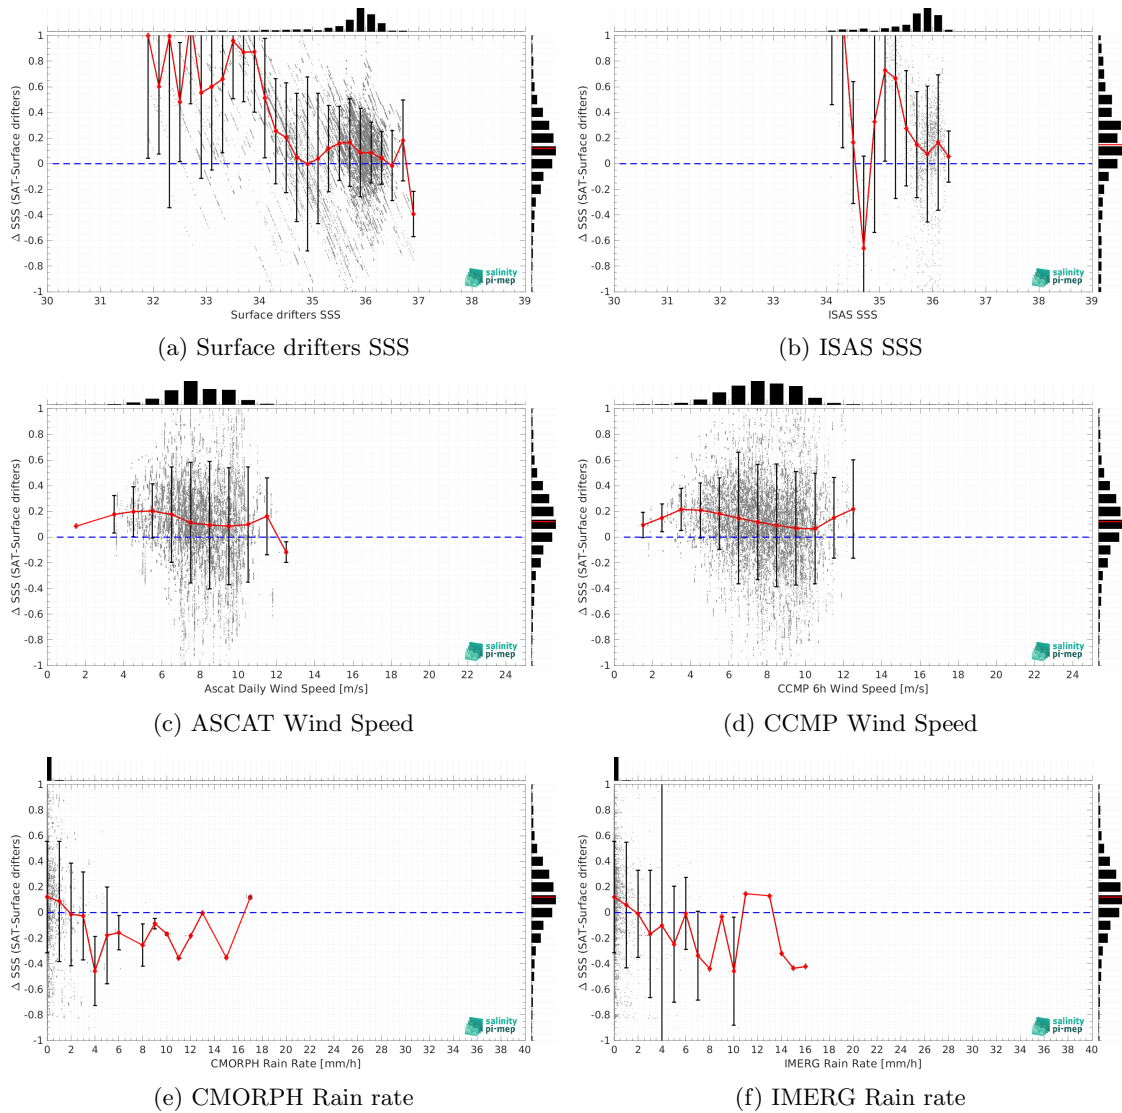 Δ SSS (SAT-Surface drifters)
1
0.8
0.6
0.4
0.2
0
-0.2
-0.4
-0.6
-0.8
-1
30 31 32 33 34 35 36 37 38 39
Surface drifters SSS
salinity
pi-mep
(a) Surface drifters SSS
Δ SSS (SAT-Surface drifters)
1
0.8
0.6
0.4
0.2
0
-0.2
-0.4
-0.6
-0.8
-1
30 31 32 33 34 35 36 37 38 39
ISAS SSS
salinity
pi-mep
(b) ISAS SSS
Δ SSS (SAT-Surface drifters)
1
0.8
0.6
0.4
0.2
0
-0.2
-0.4
-0.6
-0.8
-1
0 2 4 6 8 10 12 14 16 18 20 22 24
Ascat Daily Wind Speed [m/s]
salinity
pi-mep
(c) ASCAT Wind Speed
Δ SSS (SAT-Surface drifters)
1
0.8
0.6
0.4
0.2
0
-0.2
-0.4
-0.6
-0.8
-1
0 2 4 6 8 10 12 14 16 18 20 22 24
CCMP 6h Wind Speed [m/s]
salinity
pi-mep
(d) CCMP Wind Speed
Δ SSS (SAT-Surface drifters)
1
0.8
0.6
0.4
0.2
0
-0.2
-0.4
-0.6
-0.8
-1
0 2 4 6 8 10 12 14 16 18 20 22 24 26 28 30 32 34 36 38 40
CMORPH Rain Rate [mm/h]
salinity
pi-mep
(e) CMORPH Rain rate
Δ SSS (SAT-Surface drifters)
1
0.8
0.6
0.4
0.2
0
-0.2
-0.4
-0.6
-0.8
-1
0 2 4 6 8 10 12 14 16 18 20 22 24 26 28 30 32 34 36 38 40
IMERG Rain Rate [mm/h]
salinity
pi-mep
(f) IMERG Rain rate